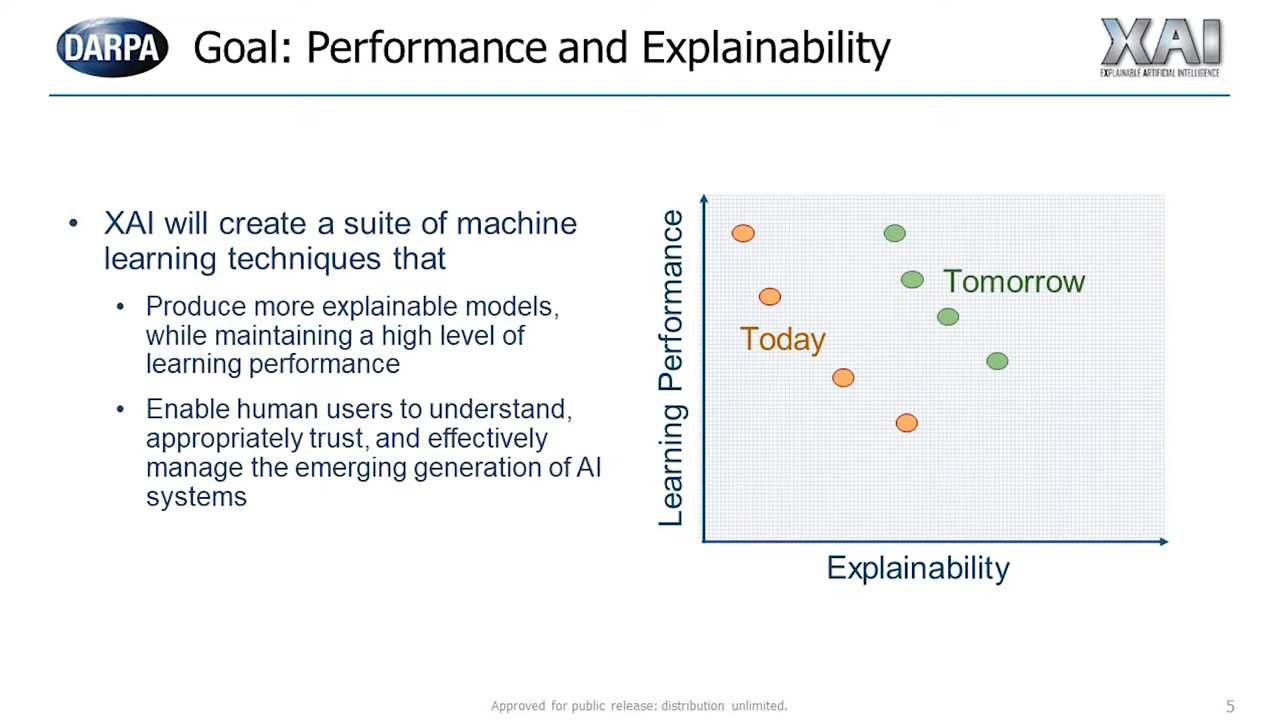 DARPA
Goal: Performance and Explainability
XAI
EXPLAINABLE ARTIFICIAL INTELLIGENCE
• XAI will create a suite of machine
learning techniques that
• Produce more explainable models,
while maintaining a high level of
learning performance
• Enable human users to understand,
appropriately trust, and effectively
manage the emerging generation of AI
systems
Learning Performance
Tomorrow
Today
Explainability
Approved for public release: distribution unlimited.
5